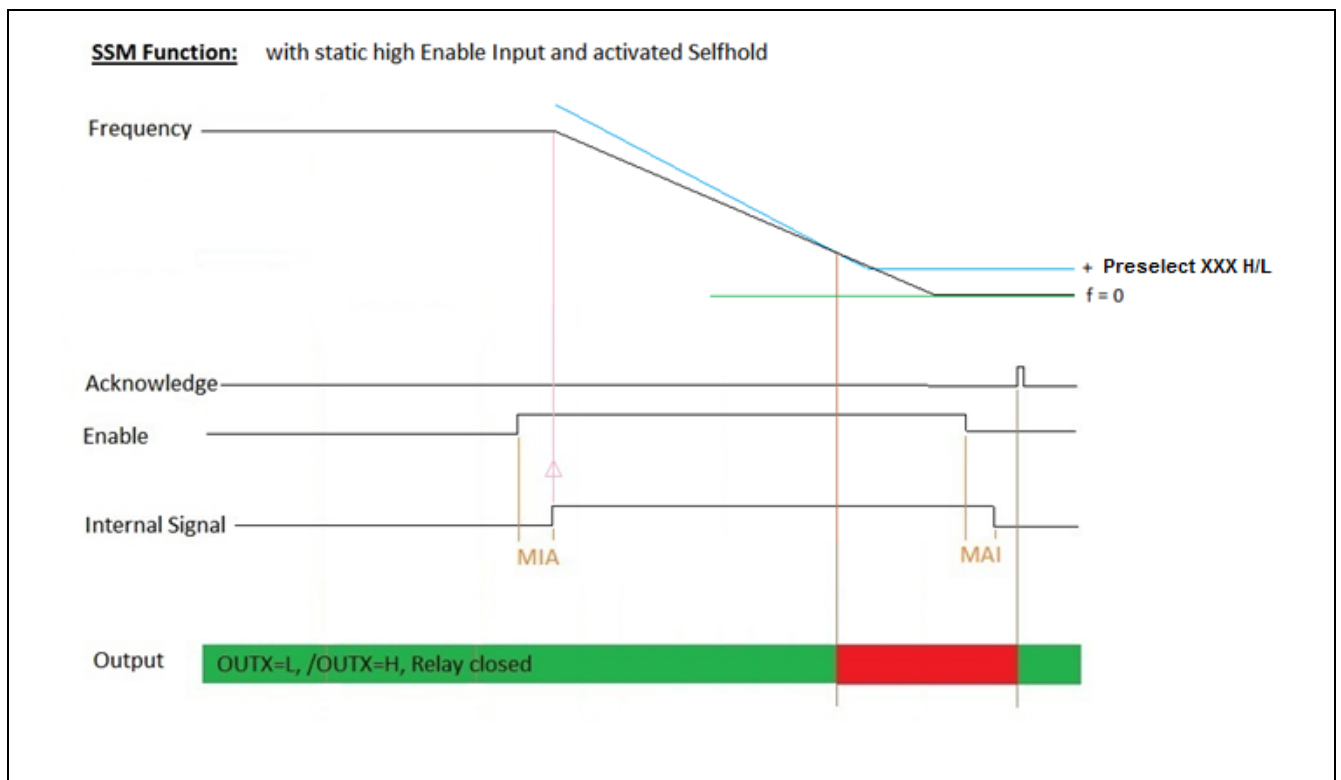 SSM Function: with static high Enable Input and activated Selfhold
Frequency
+ Preselect XXX H/L
f = 0
Acknowledge
Enable
Internal Signal
MIA
MAI
Output
OUTX=L, /OUTX=H, Relay closed